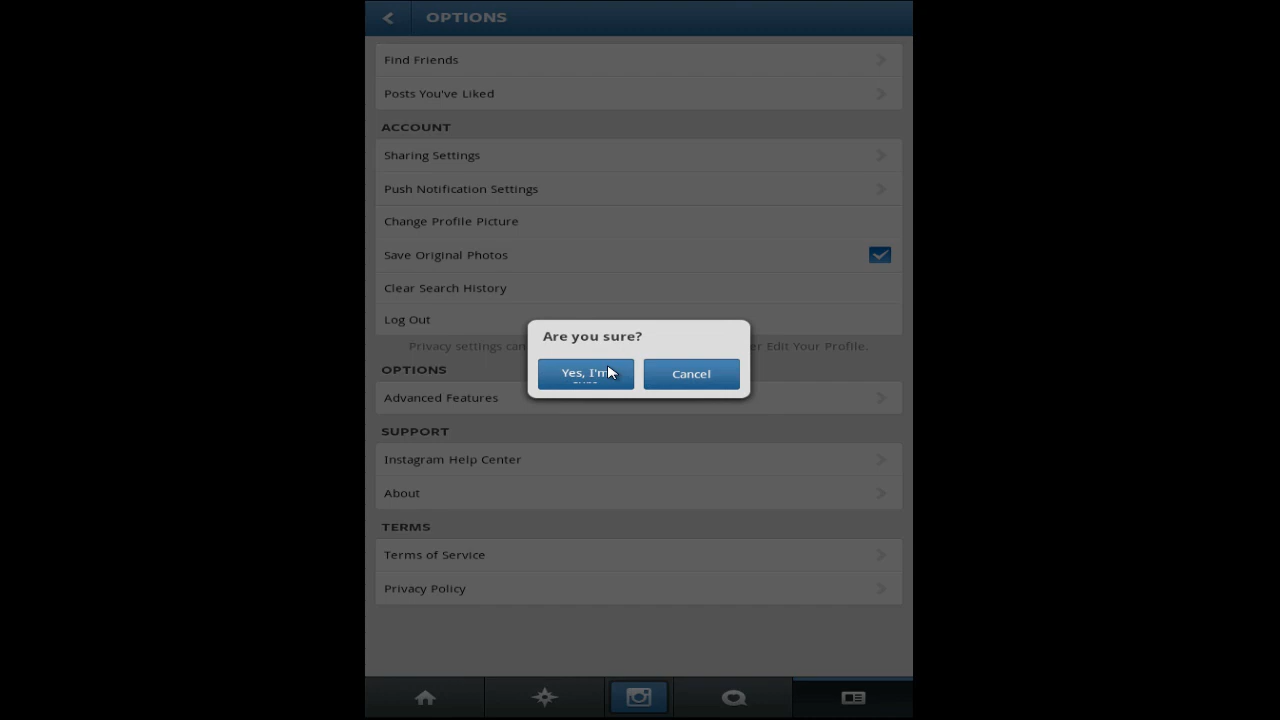 OPTIONS
Find Friends
Posts You've Liked
ACCOUNT
Sharing Settings
Push Notification Settings
Change Profile Picture
Save Original Photos
Clear Search History
Log Out
Are you sure?
Privacy settings can
er Edit Your Profile.
Yes, I'm
Cancel
OPTIONS
Advanced Features
SUPPORT
Instagram Help Center
About
TERMS
Terms of Service
Privacy Policy